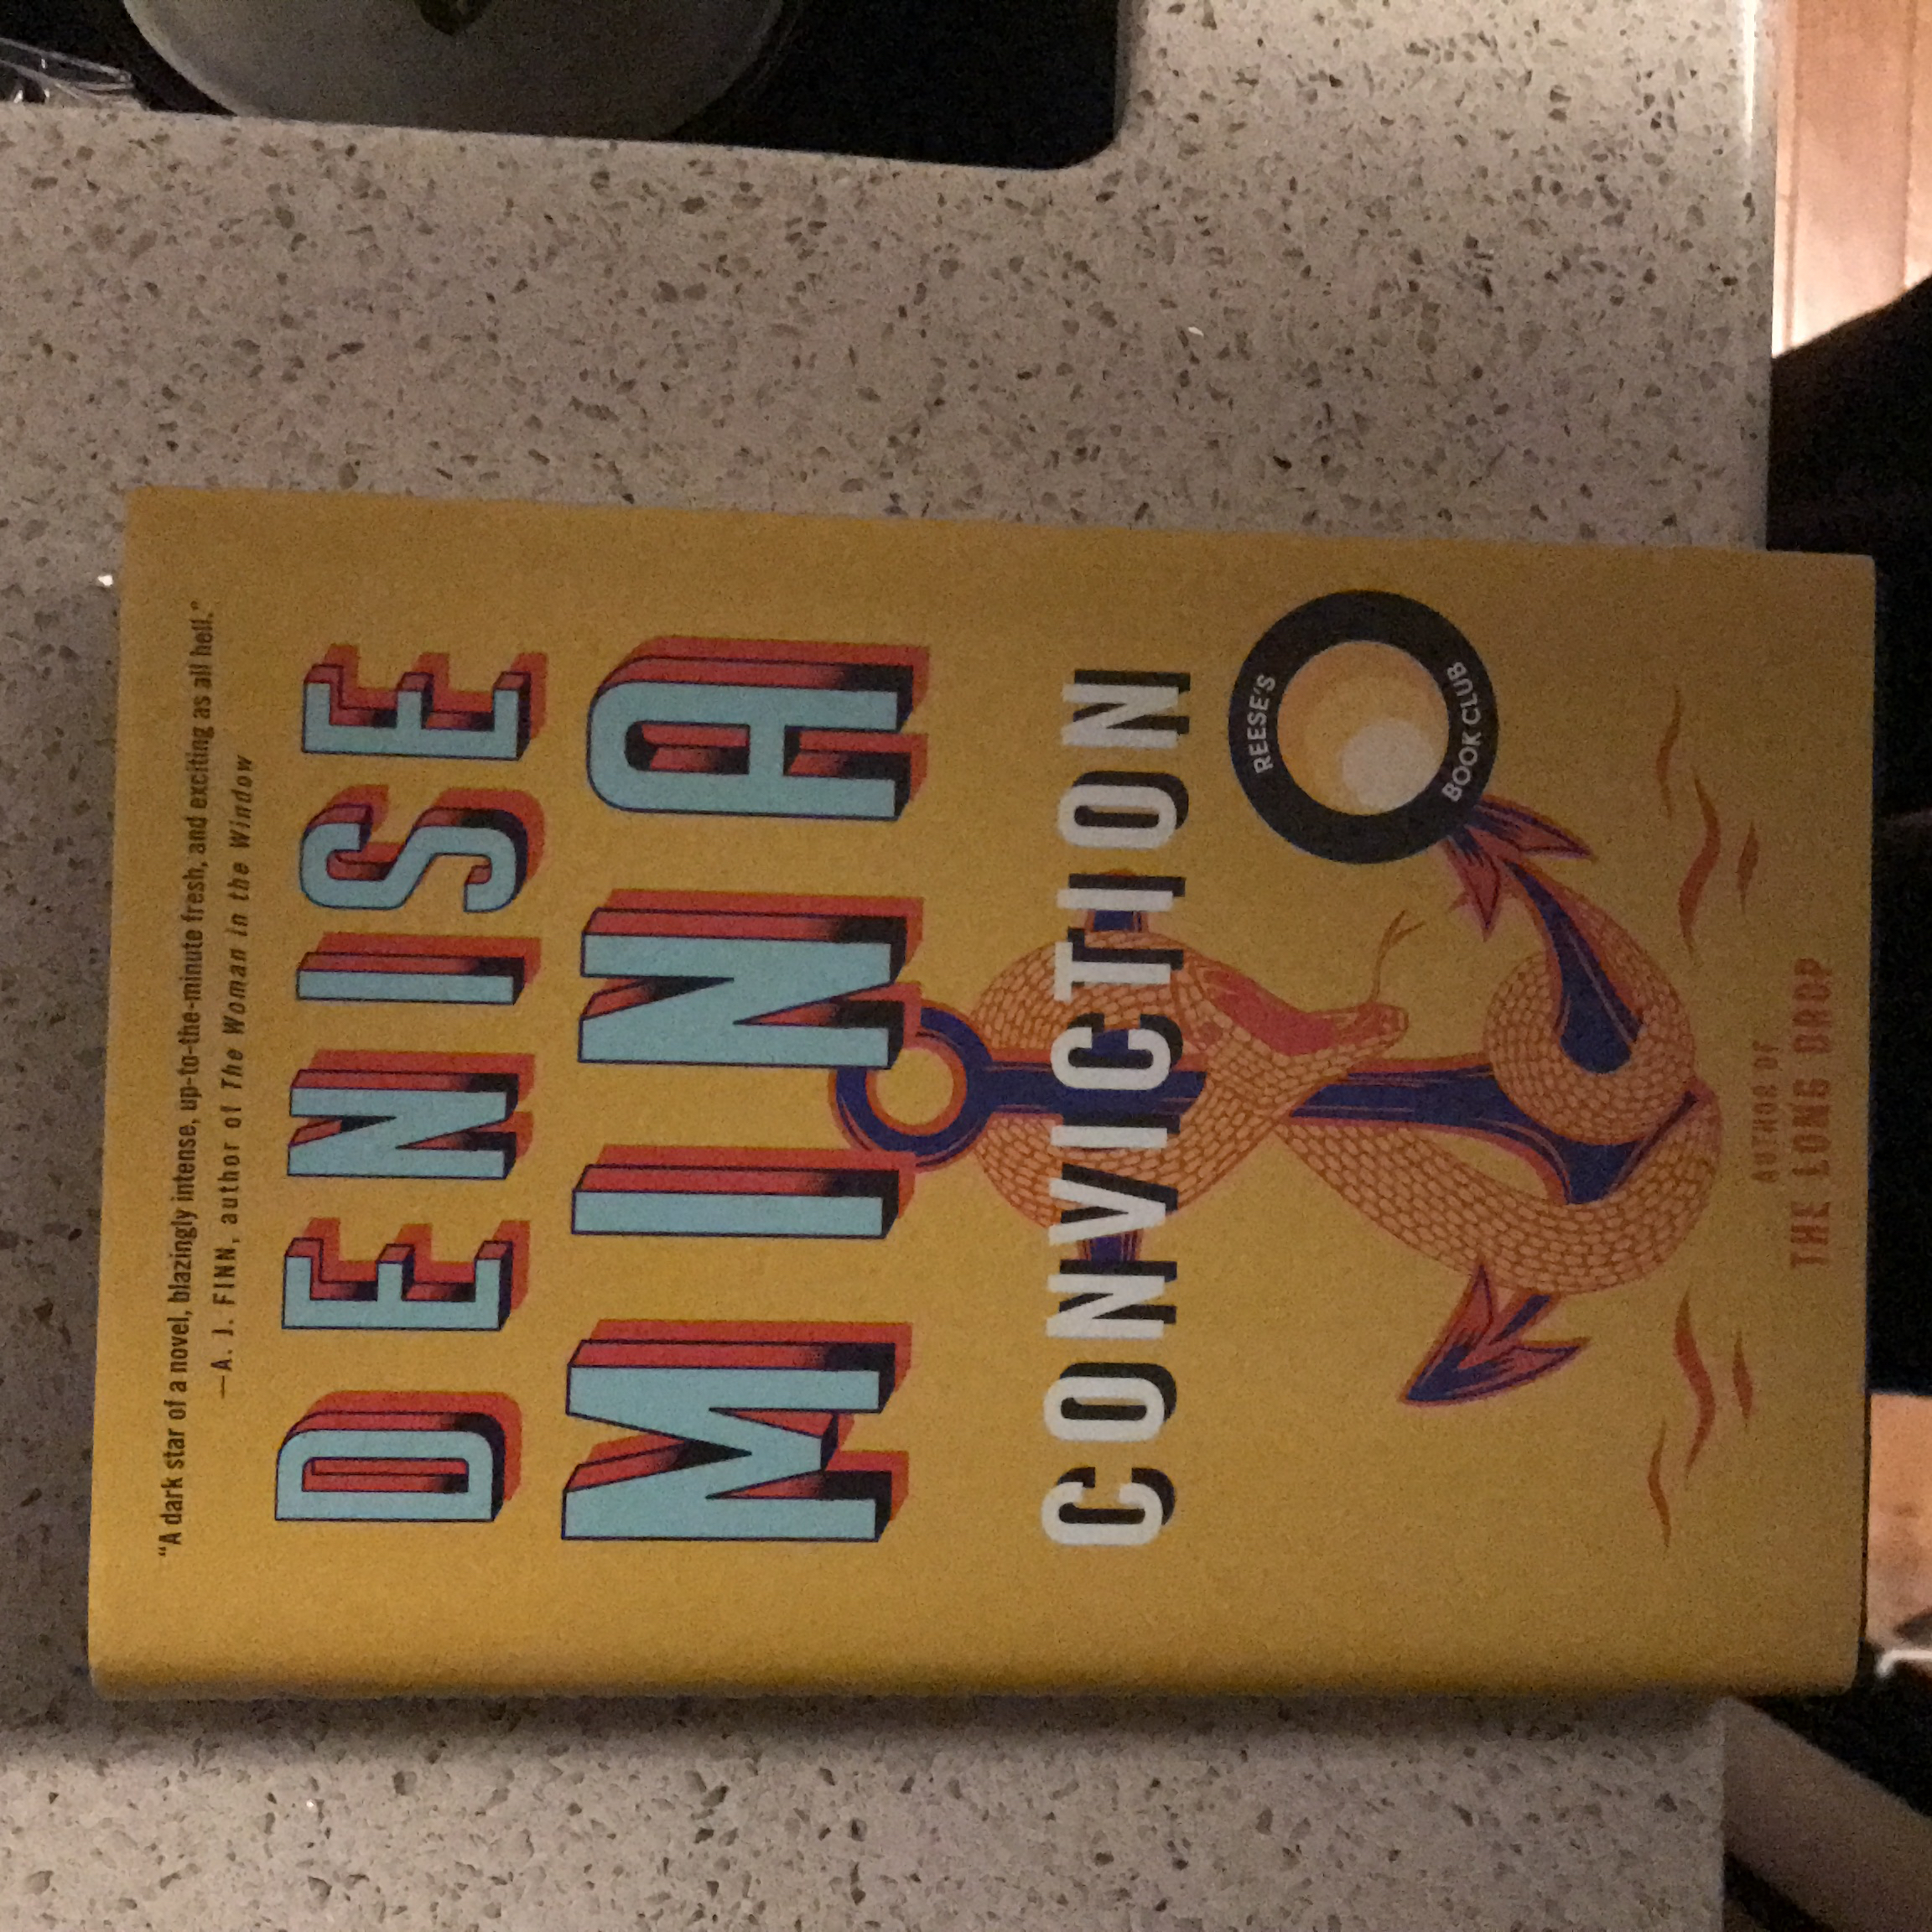 “A dark star of a novel, blazingly intense, up-to-the-minute fresh, and exciting as all hell.”
—A. J. FINN, author of The Woman in the Window
DENISE
MINA
CONVICTION
REESE'S
BOOK CLUB
AUTHOR OF
THE LONG DROP